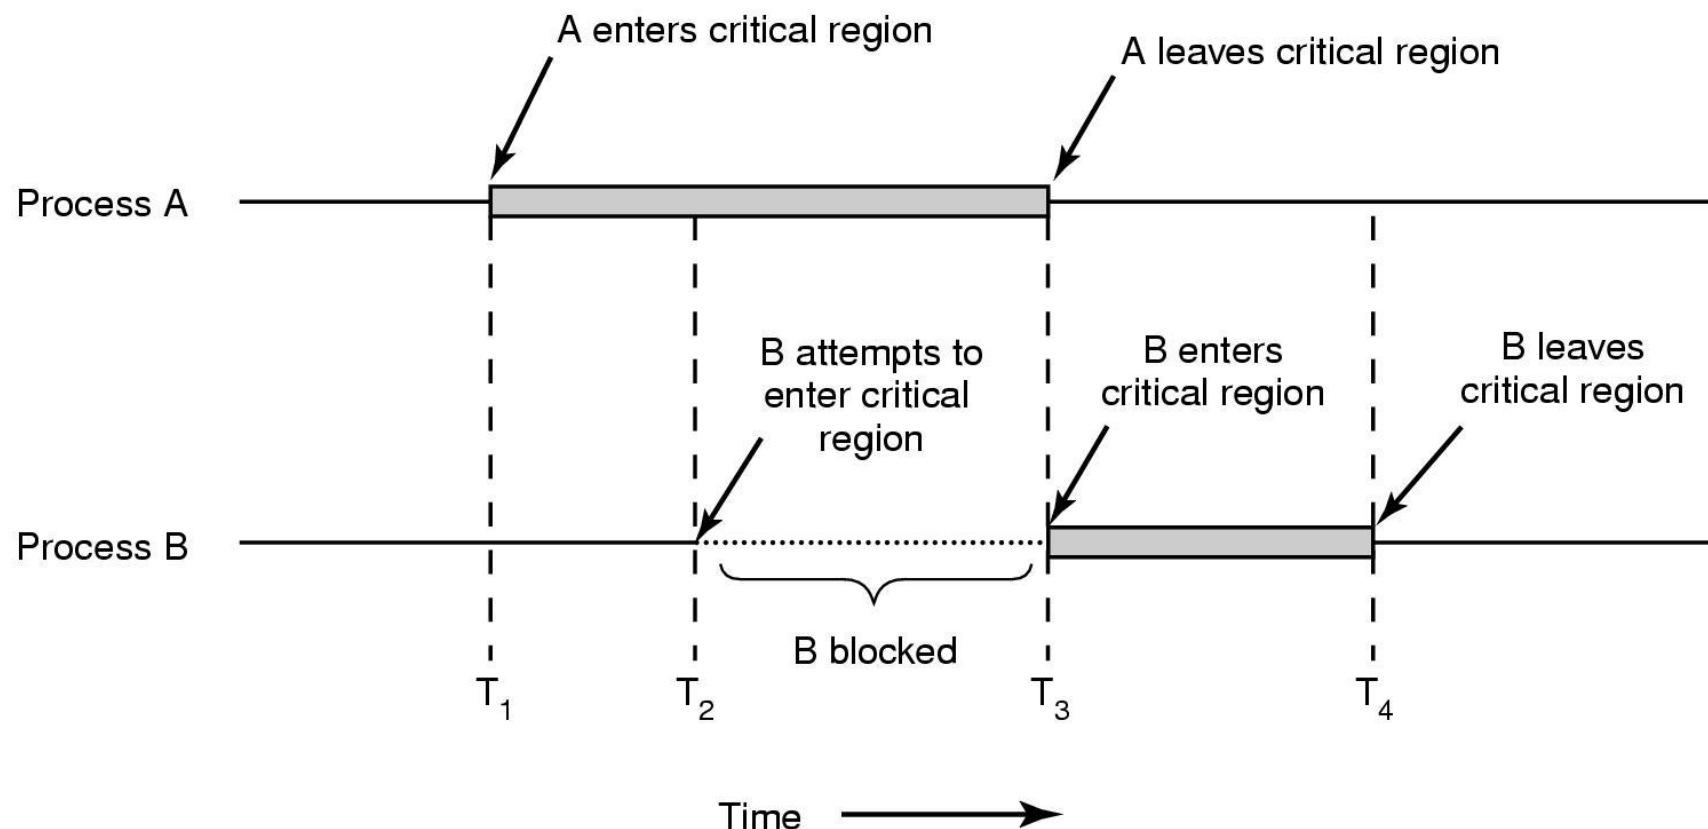 A enters critical region
A leaves critical region
Process A
B attempts to
enter critical
region
B enters
critical region
B leaves
critical region
Process B
B blocked
T1
T2
T3
T4
Time